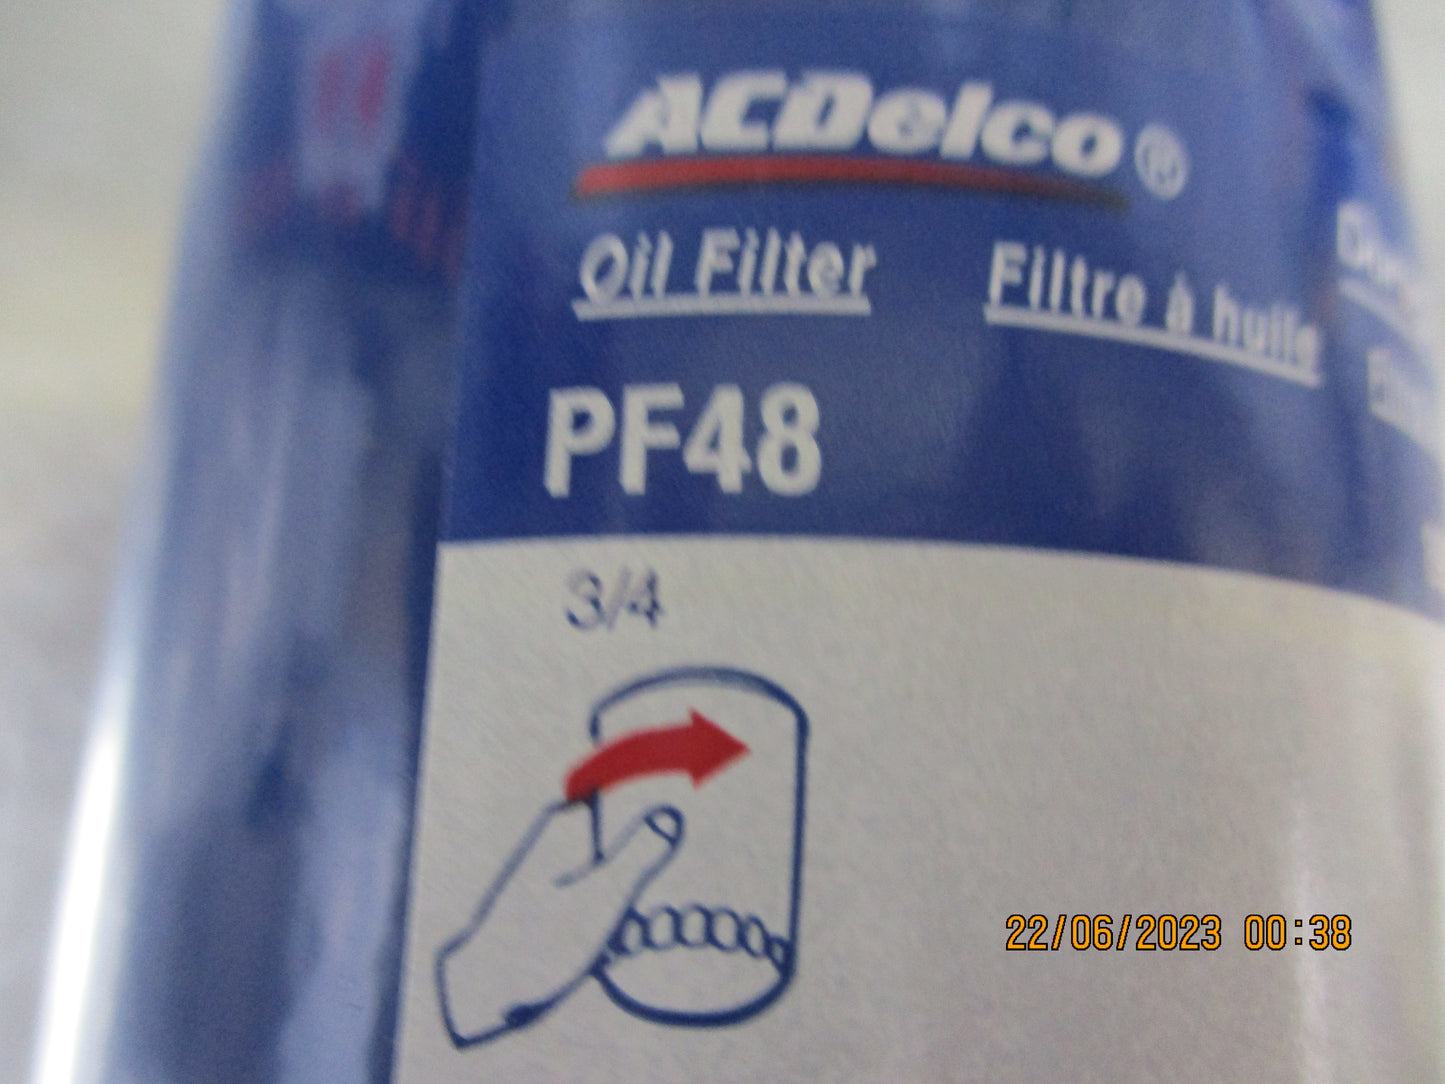 ACDelco®
Oil Filter Filtre à huile
PF48
3/4
22/06/2023 00:38